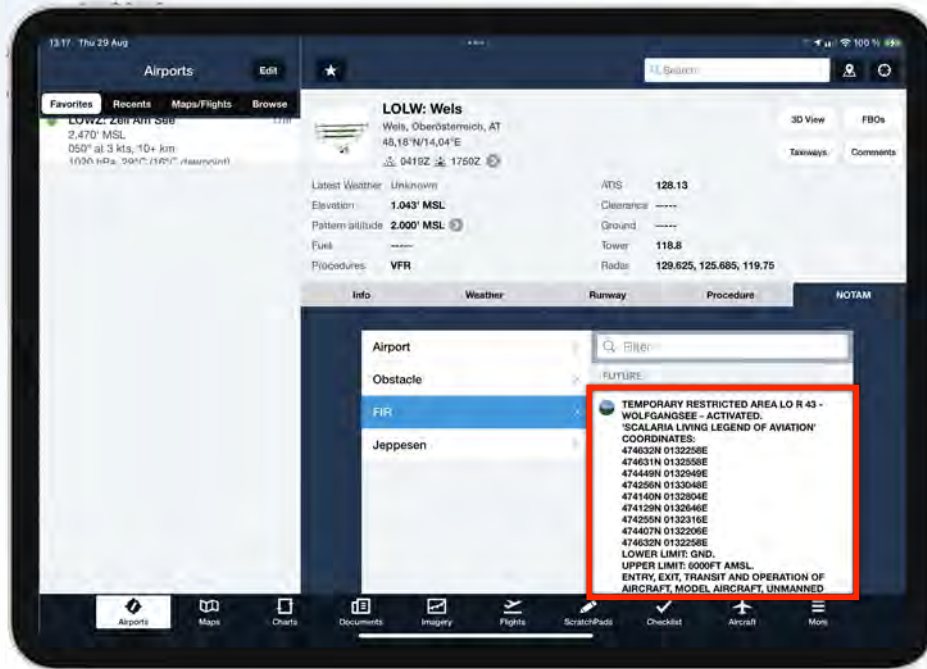 13:17 Thu 29 Aug
100 %
Airports
Edit
Search
Favorites
Recents
Maps/Flights
Browse
LOWZ: Zell Am See
2,470' MSL
050° at 3 kts, 10+ km
1020 hPa, 29°C (16°C dewpoint)
LOLW: Wels
Wels, Oberösterreich, AT
48,18°N/14,04°E
0419Z 1750Z
3D View
FBOs
Taxiways
Comments
Latest Weather Unknown
Elevation 1.043' MSL
Pattern altitude 2.000' MSL
Fuel -----
Procedures VFR
ATIS 128.13
Clearance -----
Ground -----
Tower 118.8
Radar 129.625, 125.685, 119.75
Info
Weather
Runway
Procedure
NOTAM
Airport
Obstacle
FIR
Jeppesen
Filter
FUTURE
TEMPORARY RESTRICTED AREA LO R 43 -
WOLFGANGSEE - ACTIVATED.
'SCALARIA LIVING LEGEND OF AVIATION'
COORDINATES:
474632N 0132258E
474631N 0132558E
474449N 0132949E
474256N 0133048E
474140N 0132804E
474129N 0132646E
474255N 0132316E
474407N 0132206E
474632N 0132258E
LOWER LIMIT: GND.
UPPER LIMIT: 6000FT AMSL.
ENTRY, EXIT, TRANSIT AND OPERATION OF
AIRCRAFT, MODEL AIRCRAFT, UNMANNED
Airports
Maps
Charts
Documents
Imagery
Flights
ScratchPads
Checklist
Aircraft
More